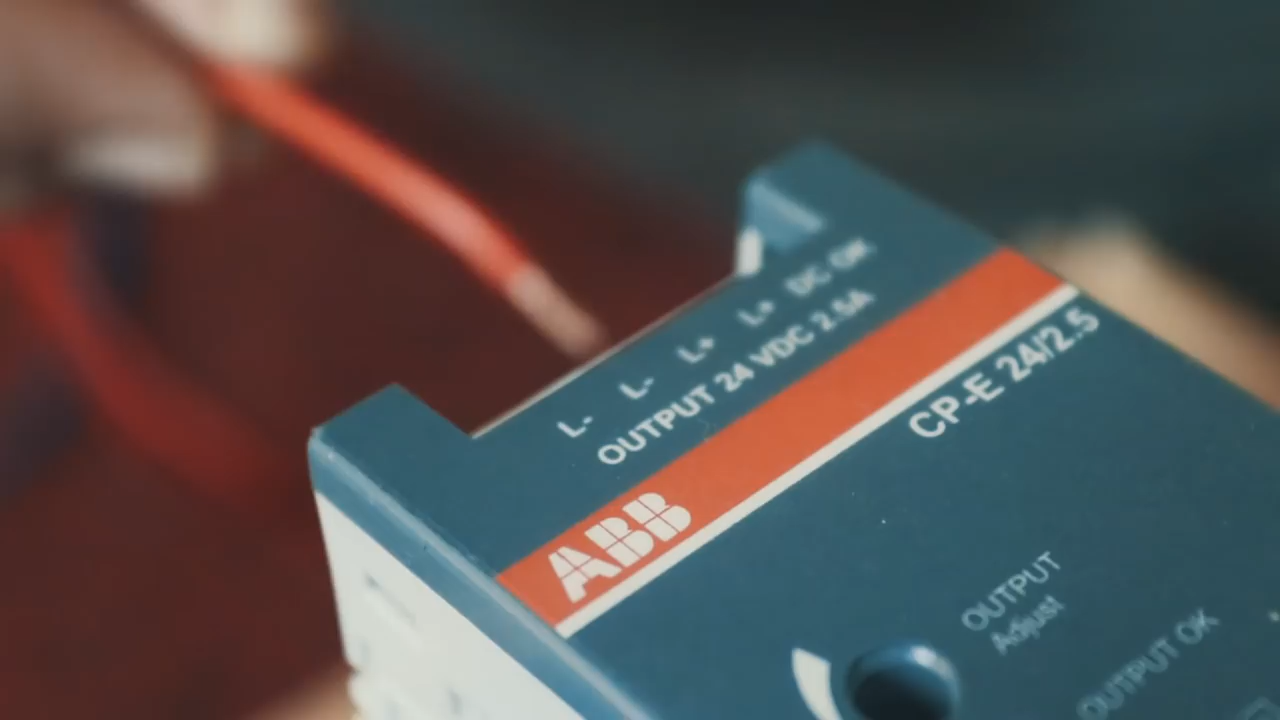 L- L- L+ L+ DC OK
OUTPUT 24 VDC 2.5A
ABB
CP-E 24/2.5
OUTPUT
Adjust
OUTPUT OK